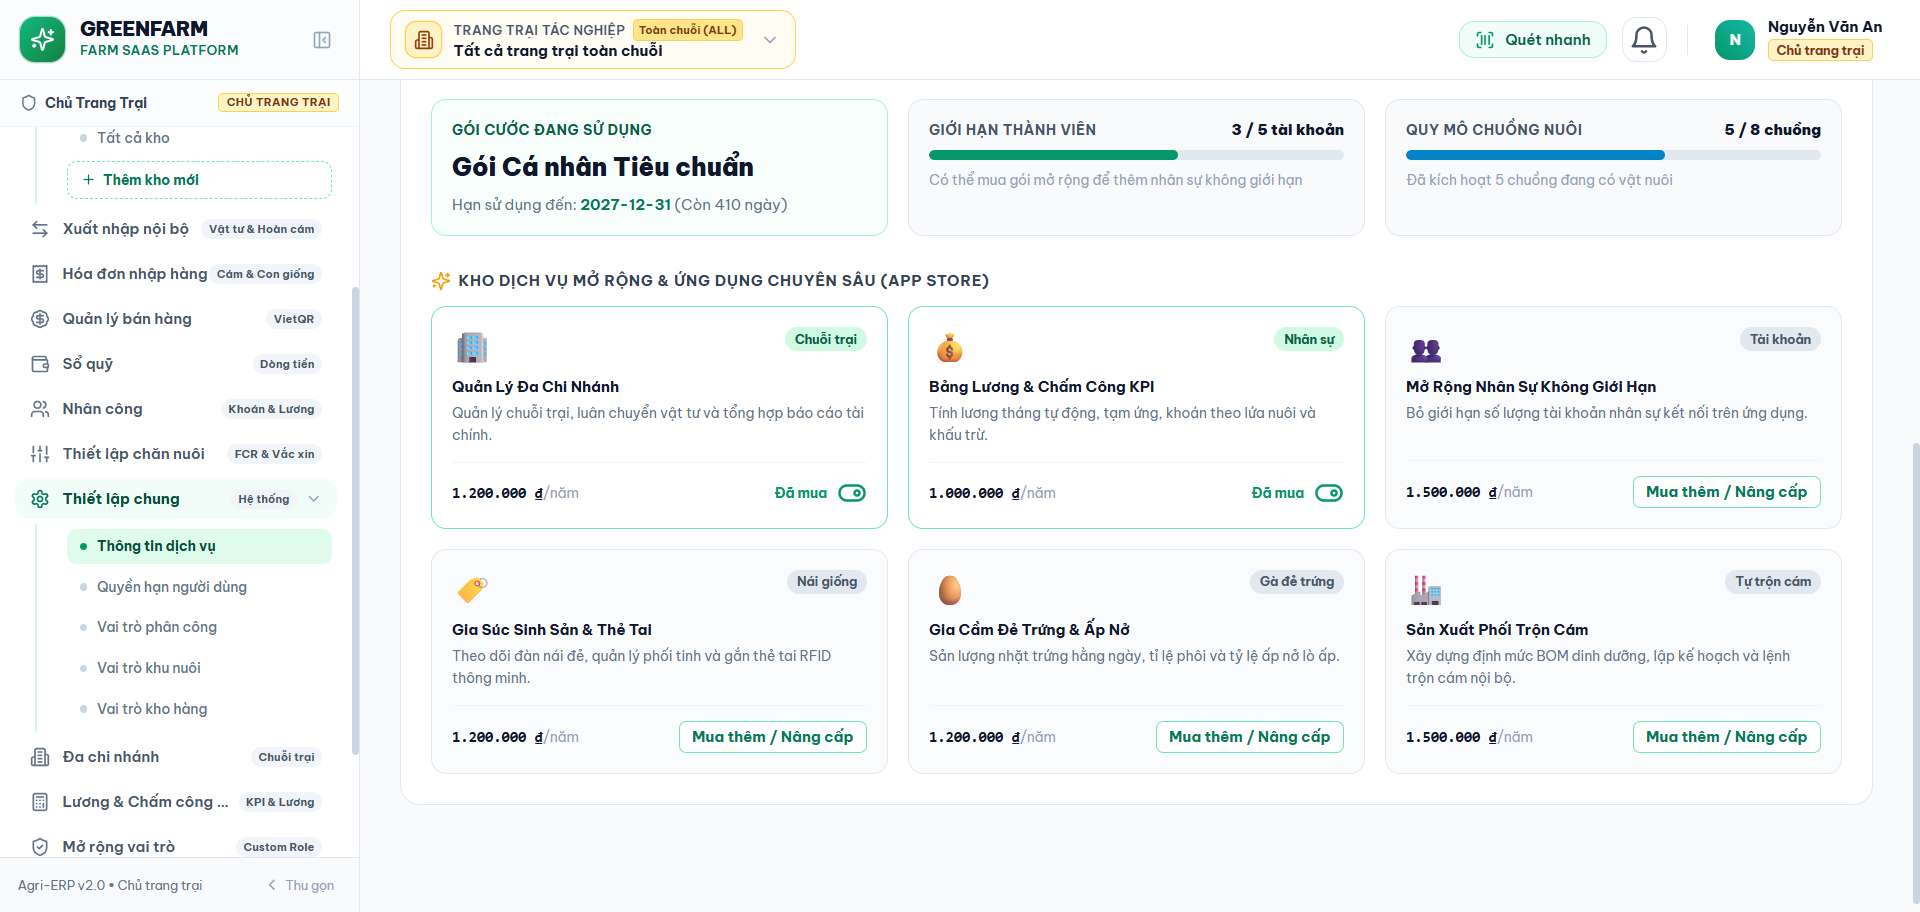 GREENFARM
FARM SAAS PLATFORM
TRANG TRẠI TÁC NGHIỆP
Toàn chuỗi (ALL)
Tất cả trang trại toàn chuỗi
Quét nhanh
N
Nguyễn Văn An
Chủ trang trại
Chủ Trang Trại
CHỦ TRANG TRẠI
Tất cả kho
Thêm kho mới
Xuất nhập nội bộ
Vật tư & Hoàn cám
Hóa đơn nhập hàng
Cám & Con giống
Quản lý bán hàng
VietQR
Sổ quỹ
Dòng tiền
Nhân công
Khoán & Lương
Thiết lập chăn nuôi
FCR & Vắc xin
Thiết lập chung
Hệ thống
Thông tin dịch vụ
Quyền hạn người dùng
Vai trò phân công
Vai trò khu nuôi
Vai trò kho hàng
Đa chi nhánh
Chuỗi trại
Lương & Chấm công ...
KPI & Lương
Mở rộng vai trò
Custom Role
Agri-ERP v2.0 • Chủ trang trại
Thu gọn
GÓI CƯỚC ĐANG SỬ DỤNG
Gói Cá nhân Tiêu chuẩn
Hạn sử dụng đến: 2027-12-31 (Còn 410 ngày)
GIỚI HẠN THÀNH VIÊN
3 / 5 tài khoản
Có thể mua gói mở rộng để thêm nhân sự không giới hạn
QUY MÔ CHUỒNG NUÔI
5 / 8 chuồng
Đã kích hoạt 5 chuồng đang có vật nuôi
KHO DỊCH VỤ MỞ RỘNG & ỨNG DỤNG CHUYÊN SÂU (APP STORE)
Chuỗi trại
Quản Lý Đa Chi Nhánh
Quản lý chuỗi trại, luân chuyển vật tư và tổng hợp báo cáo tài
chính.
1.200.000 ₫/năm
Đã mua
Nhân sự
Bảng Lương & Chấm Công KPI
Tính lương tháng tự động, tạm ứng, khoán theo lứa nuôi và
khấu trừ.
1.000.000 ₫/năm
Đã mua
Tài khoản
Mở Rộng Nhân Sự Không Giới Hạn
Bỏ giới hạn số lượng tài khoản nhân sự kết nối trên ứng dụng.
1.500.000 ₫/năm
Mua thêm / Nâng cấp
Nái giống
Gia Súc Sinh Sản & Thẻ Tai
Theo dõi đàn nái đẻ, quản lý phối tinh và gắn thẻ tai RFID
thông minh.
1.200.000 ₫/năm
Mua thêm / Nâng cấp
Gà đẻ trứng
Gia Cầm Đẻ Trứng & Ấp Nở
Sản lượng nhặt trứng hằng ngày, tỉ lệ phôi và tỷ lệ ấp nở lò ấp.
1.200.000 ₫/năm
Mua thêm / Nâng cấp
Tự trộn cám
Sản Xuất Phối Trộn Cám
Xây dựng định mức BOM dinh dưỡng, lập kế hoạch và lệnh
trộn cám nội bộ.
1.500.000 ₫/năm
Mua thêm / Nâng cấp